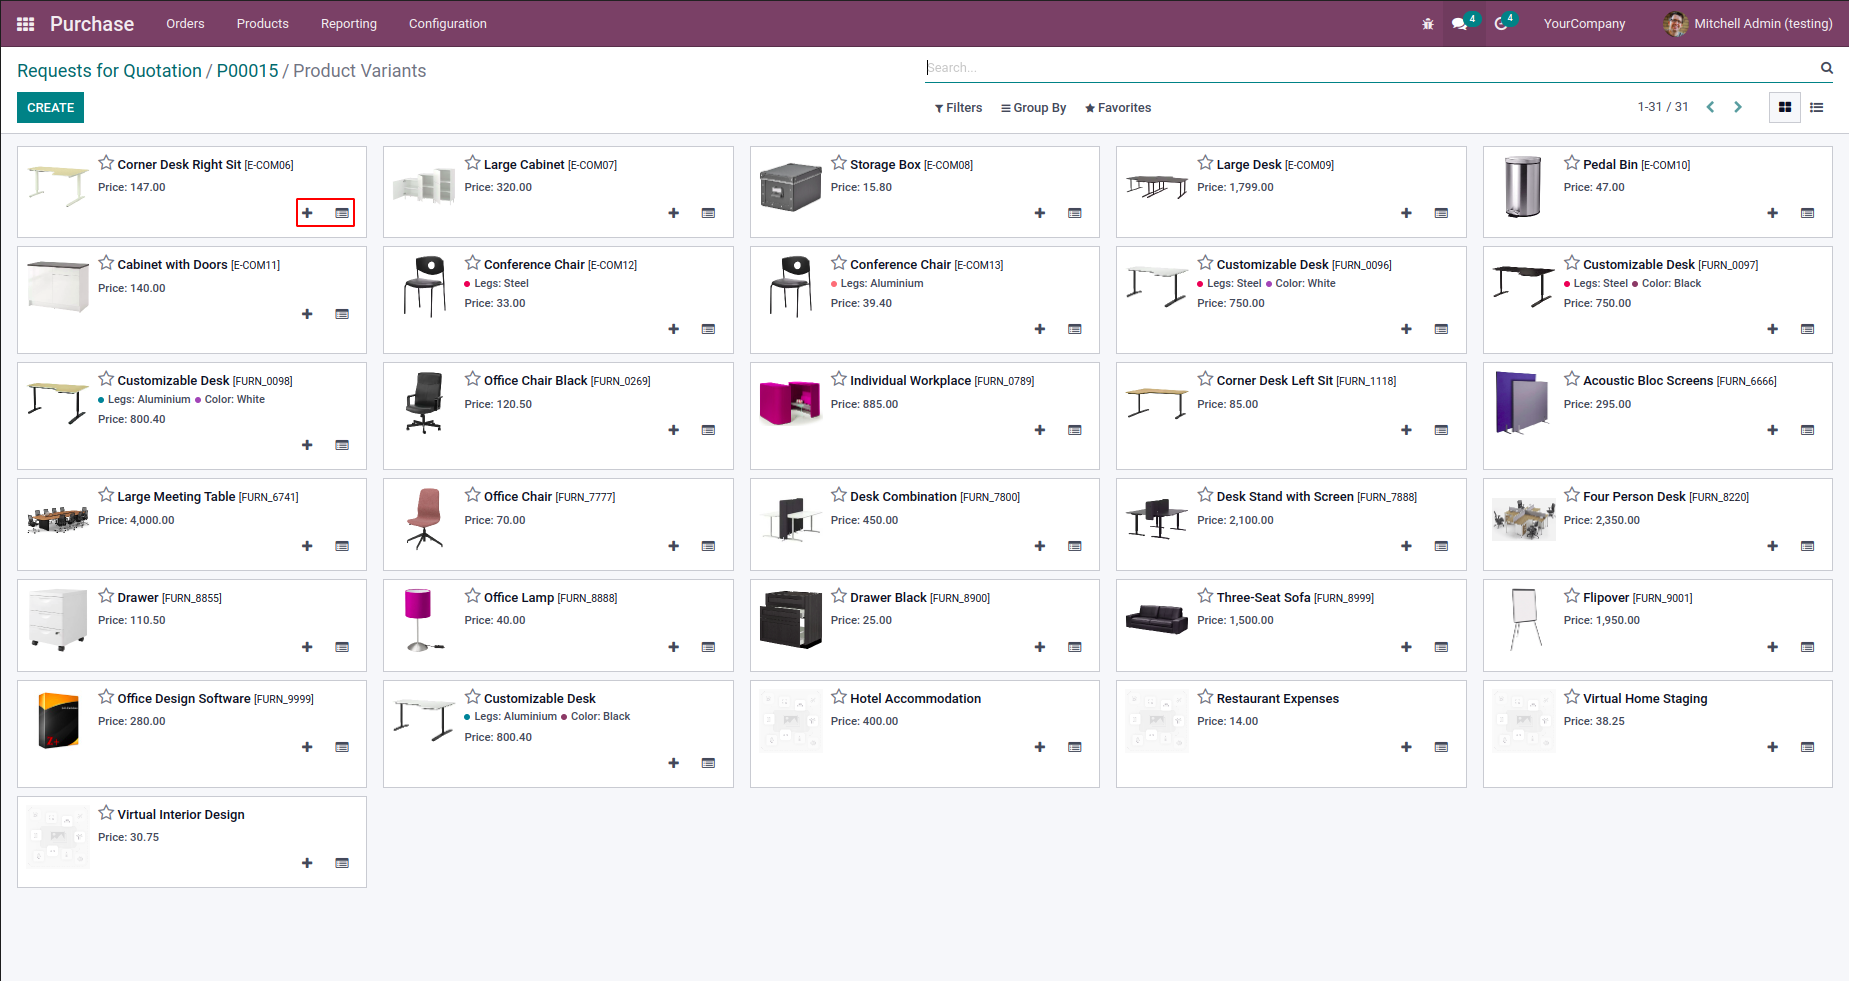 Purchase Orders Products Reporting Configuration 4 4 YourCompany Mitchell Admin (testing)
Requests for Quotation / P00015 / Product Variants
Search...
CREATE
Filters Group By Favorites
1-31 / 31
Corner Desk Right Sit [E-COM06]
Price: 147.00
Large Cabinet [E-COM07]
Price: 320.00
Storage Box [E-COM08]
Price: 15.80
Large Desk [E-COM09]
Price: 1,799.00
Pedal Bin [E-COM10]
Price: 47.00
Cabinet with Doors [E-COM11]
Price: 140.00
Conference Chair [E-COM12]
Legs: Steel
Price: 33.00
Conference Chair [E-COM13]
Legs: Aluminium
Price: 39.40
Customizable Desk [FURN_0096]
Legs: Steel Color: White
Price: 750.00
Customizable Desk [FURN_0097]
Legs: Steel Color: Black
Price: 750.00
Customizable Desk [FURN_0098]
Legs: Aluminium Color: White
Price: 800.40
Office Chair Black [FURN_0269]
Price: 120.50
Individual Workplace [FURN_0789]
Price: 885.00
Corner Desk Left Sit [FURN_1118]
Price: 85.00
Acoustic Bloc Screens [FURN_6666]
Price: 295.00
Large Meeting Table [FURN_6741]
Price: 4,000.00
Office Chair [FURN_7777]
Price: 70.00
Desk Combination [FURN_7800]
Price: 450.00
Desk Stand with Screen [FURN_7888]
Price: 2,100.00
Four Person Desk [FURN_8220]
Price: 2,350.00
Drawer [FURN_8855]
Price: 110.50
Office Lamp [FURN_8888]
Price: 40.00
Drawer Black [FURN_8900]
Price: 25.00
Three-Seat Sofa [FURN_8999]
Price: 1,500.00
Flipover [FURN_9001]
Price: 1,950.00
Office Design Software [FURN_9999]
Price: 280.00
Customizable Desk
Legs: Aluminium Color: Black
Price: 800.40
Hotel Accommodation
Price: 400.00
Restaurant Expenses
Price: 14.00
Virtual Home Staging
Price: 38.25
Virtual Interior Design
Price: 30.75